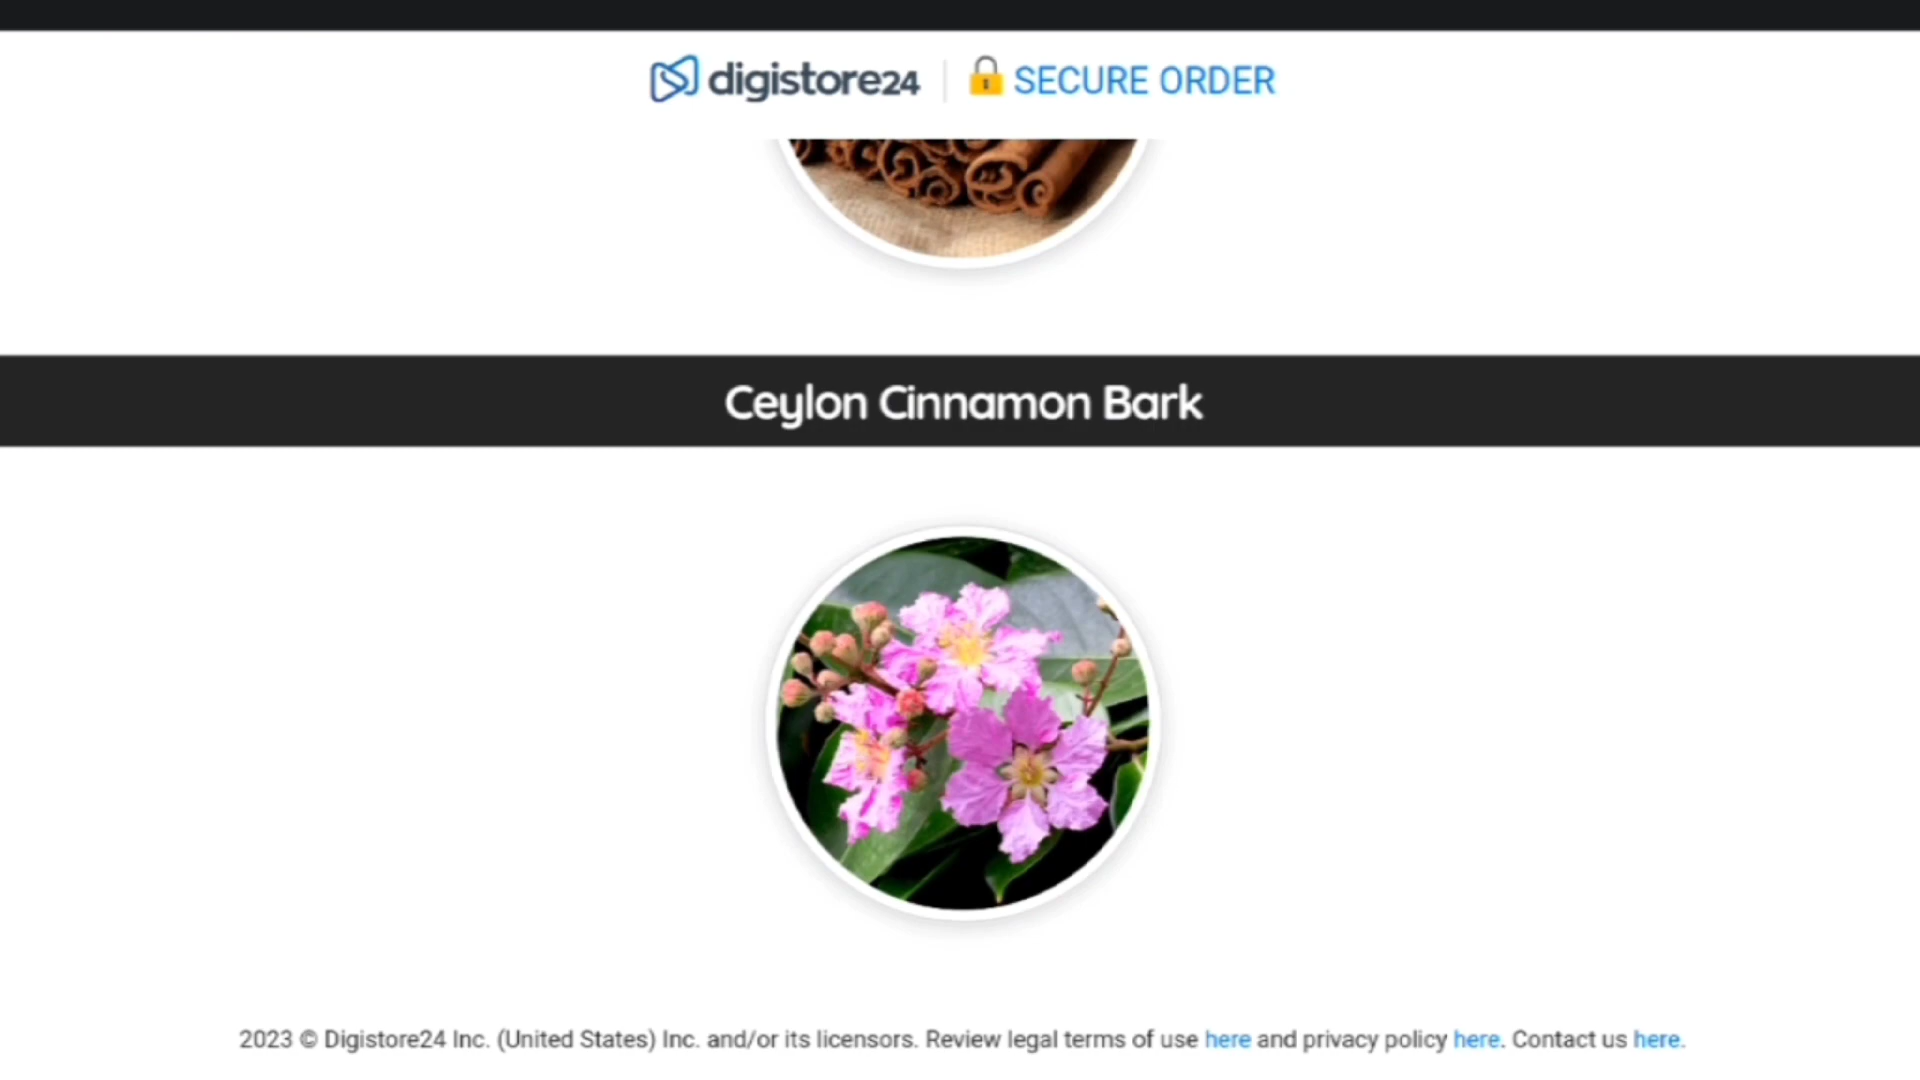 digistore24 SECURE ORDER
Ceylon Cinnamon Bark
2023 © Digistore24 Inc. (United States) Inc. and/or its licensors. Review legal terms of use here and privacy policy here. Contact us here.